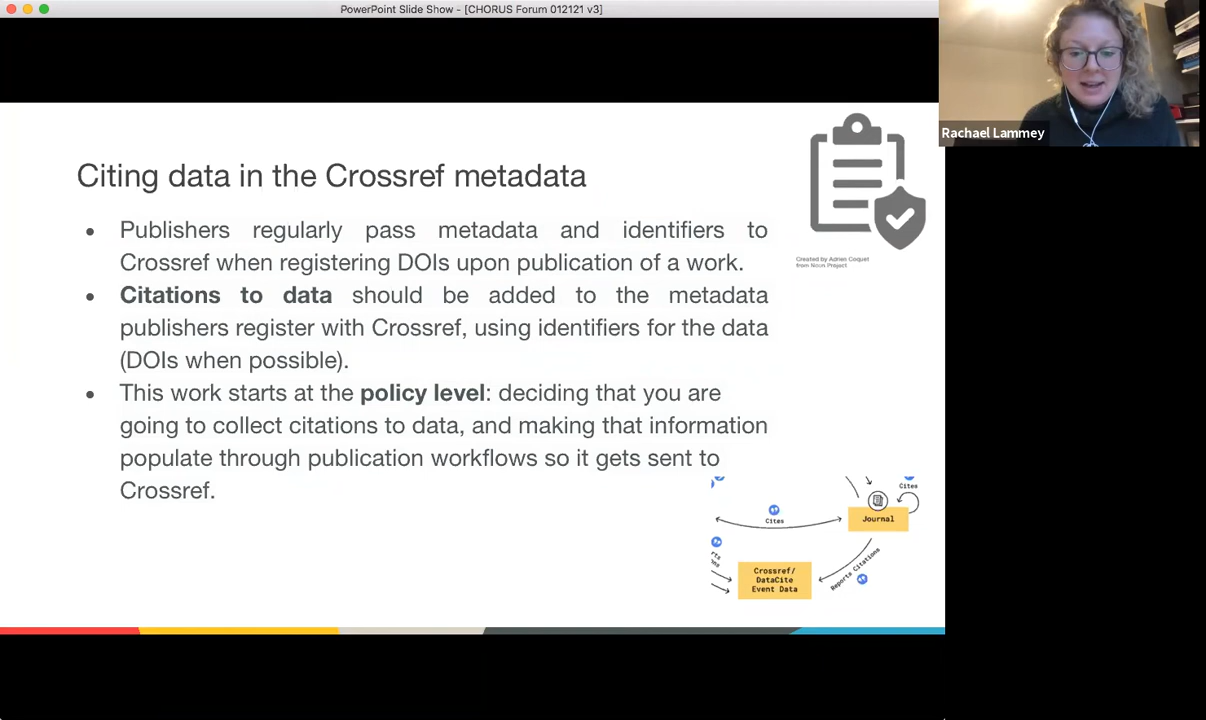 PowerPoint Slide Show - [CHORUS Forum 012121 v3]
Rachael Lammey
Citing data in the Crossref metadata
Created by Adrien Coquet
from Noun Project
• Publishers regularly pass metadata and identifiers to
Crossref when registering DOIs upon publication of a work.
• Citations to data should be added to the metadata
publishers register with Crossref, using identifiers for the data
(DOIs when possible).
• This work starts at the policy level: deciding that you are
going to collect citations to data, and making that information
populate through publication workflows so it gets sent to
Crossref.
Cites
Cites
Journal
Crossref/
DataCite
Event Data
Reports Citations